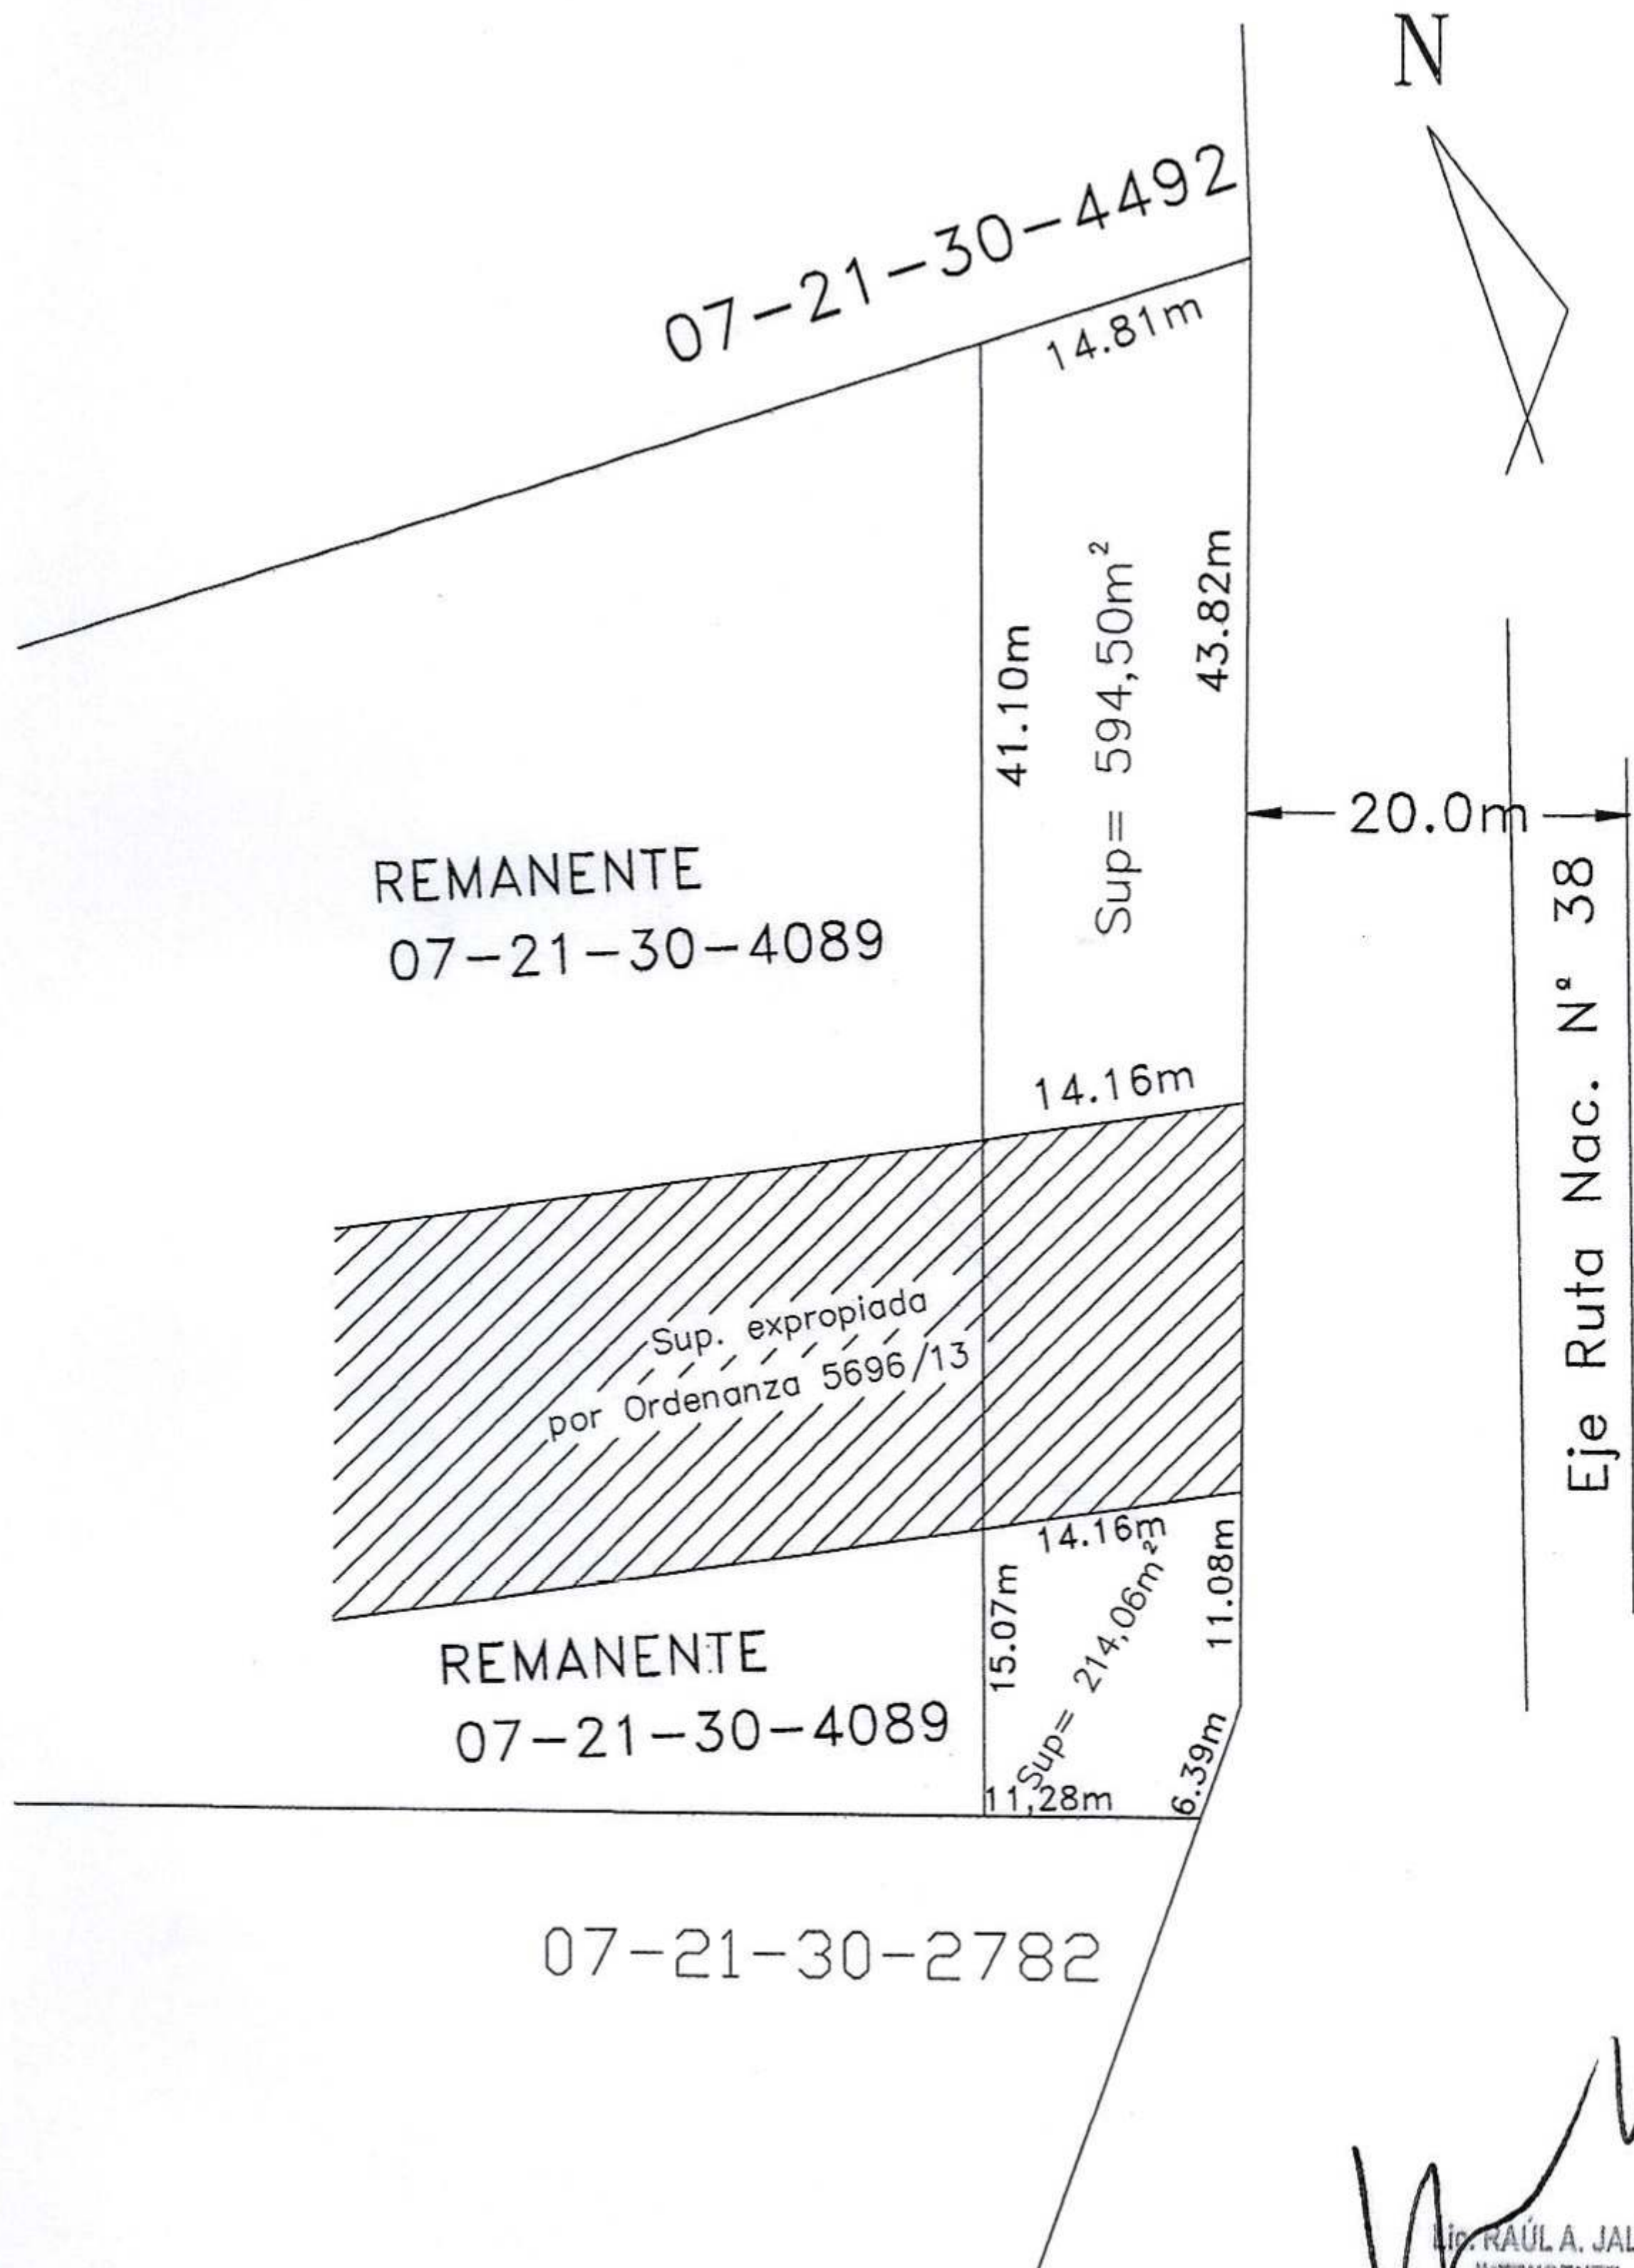 N
07-21-30-4492
14.81m
41.10m
Sup= 594,50m²
43.82m
20.0m
REMANENTE
07-21-30-4089
Eje Ruta Nac. Nº 38
14.16m
Sup. expropiada
por Ordenanza 5696/13
14.16m
15.07m
Sup= 214,06m²
11.08m
REMANENTE
07-21-30-4089
11,28m
6.39m
07-21-30-2782
Lic. RAÚL A. JAL